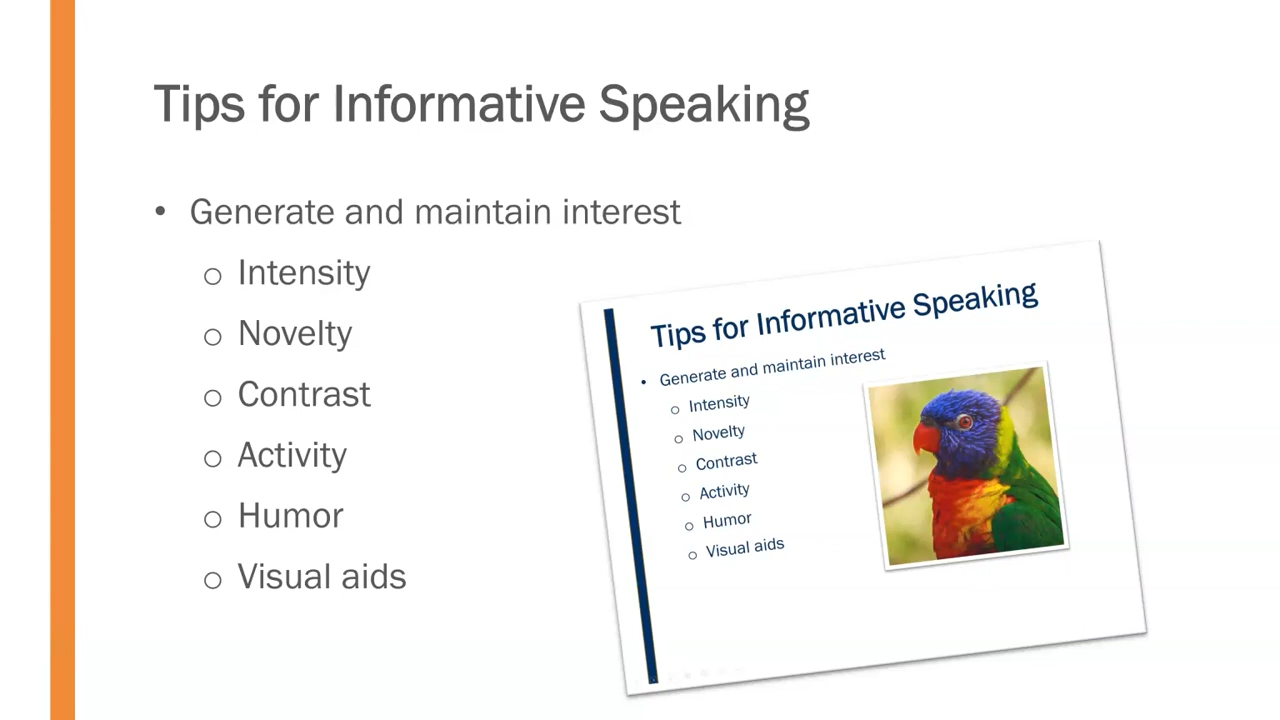 Tips for Informative Speaking
• Generate and maintain interest
o Intensity
o Novelty
o Contrast
o Activity
o Humor
o Visual aids
Tips for Informative Speaking
• Generate and maintain interest
o Intensity
o Novelty
o Contrast
o Activity
o Humor
o Visual aids